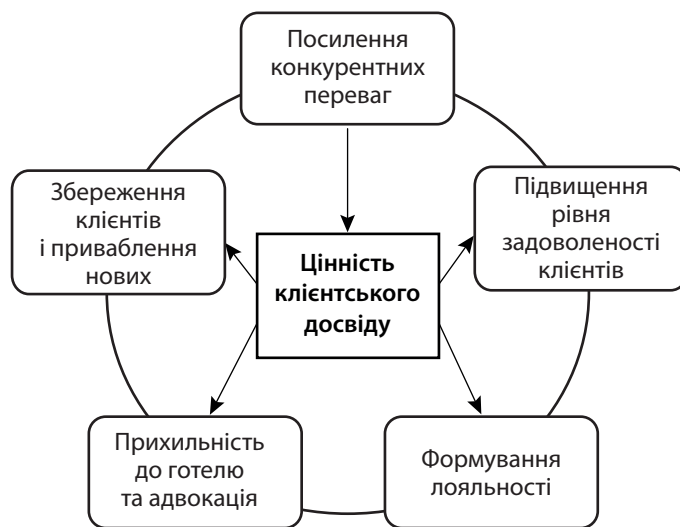 Посилення
конкурентних
переваг
Збереження
клієнтів
і приваблення
нових
Підвищення
рівня
задоволеності
клієнтів
Цінність
клієнтського
досвіду
Прихильність
до готелю
та адвокація
Формування
лояльності